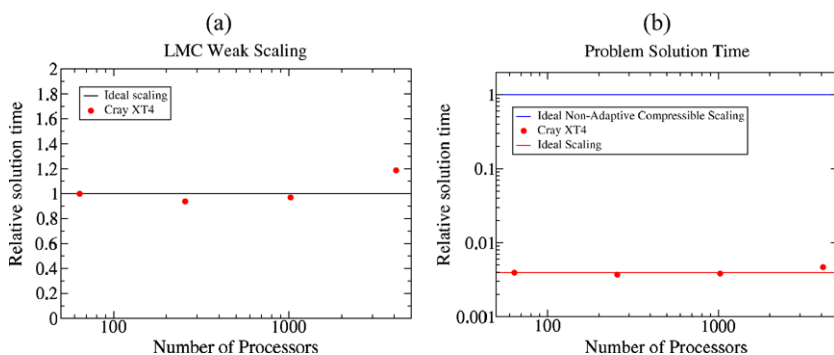 (a)
LMC Weak Scaling
Relative solution time
2
1.8
1.6
1.4
1.2
1
0.8
0.6
0.4
0.2
0
Ideal scaling
Cray XT4
100 1000
Number of Processors
(b)
Problem Solution Time
Relative solution time
1
0.1
0.01
0.001
Ideal Non-Adaptive Compressible Scaling
Cray XT4
Ideal Scaling
100 1000
Number of Processors